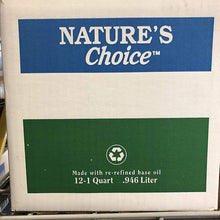 NATURE'S
Choice™
Made with re-refined base oil
12-1 Quart .946 Liter